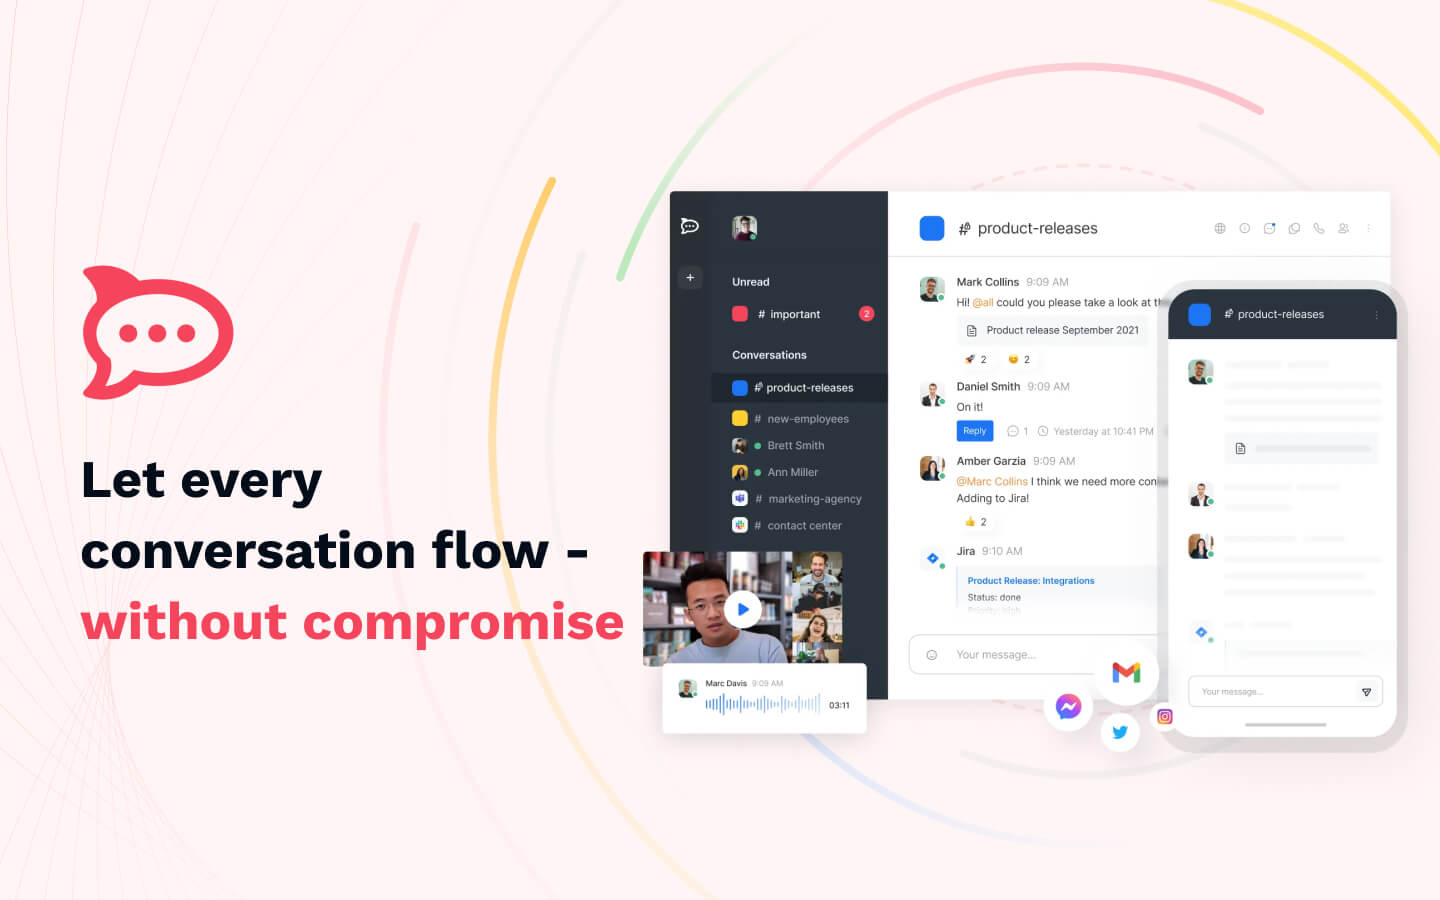 Let every
conversation flow -
without compromise
+
Unread
# important
2
Conversations
product-releases
# new-employees
Brett Smith
Ann Miller
# marketing-agency
# contact center
# product-releases
Mark Collins 9:09 AM
Hi! @all could you please take a look at
Product release September 2021
2
2
Daniel Smith 9:09 AM
On it!
Reply 1 Yesterday at 10:41 PM
Amber Garzia 9:09 AM
@Marc Collins I think we need more
Adding to Jira!
2
Jira 9:10 AM
Product Release: Integrations
Status: done
Priority: high
Your message...
Marc Davis 9:09 AM
03:11
product-releases
Your message...